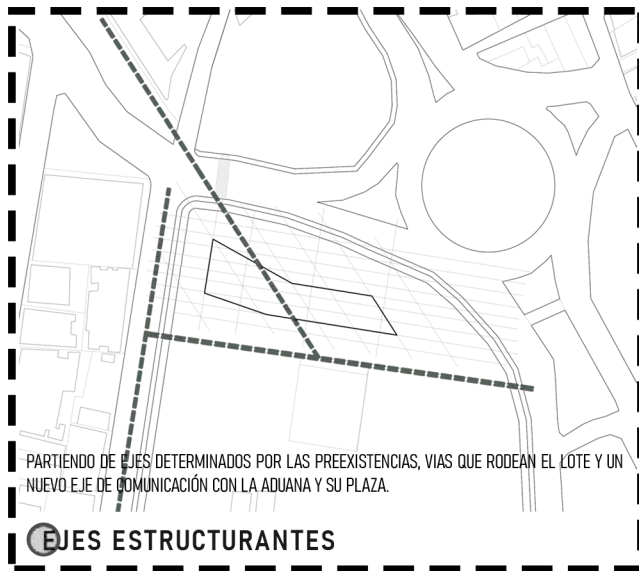 PARTIENDO DE EJES DETERMINADOS POR LAS PREEXISTENCIAS, VIAS QUE RODEAN EL LOTE Y UN
NUEVO EJE DE COMUNICACIÓN CON LA ADUANA Y SU PLAZA.
EJES ESTRUCTURANTES